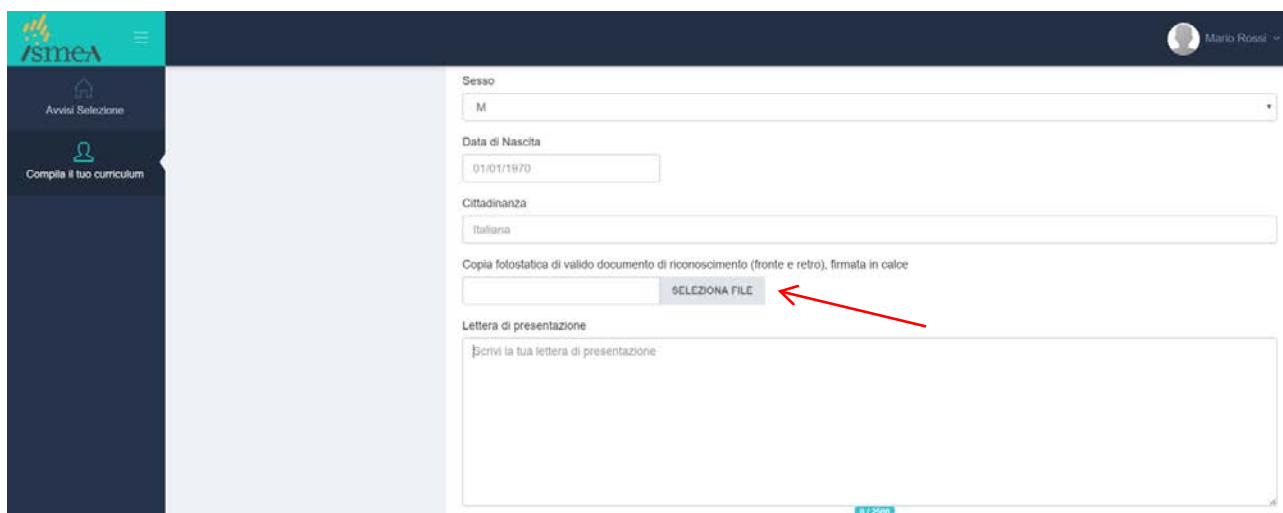 ismeA
Mario Rossi
Avvisi Selezione
Compila il tuo curriculum
Sesso
M
Data di Nascita
01/01/1970
Cittadinanza
Italiana
Copia fotostatica di valido documento di riconoscimento (fronte e retro), firmata in calce
SELEZIONA FILE
Lettera di presentazione
Scrivi la tua lettera di presentazione
0 / 2500